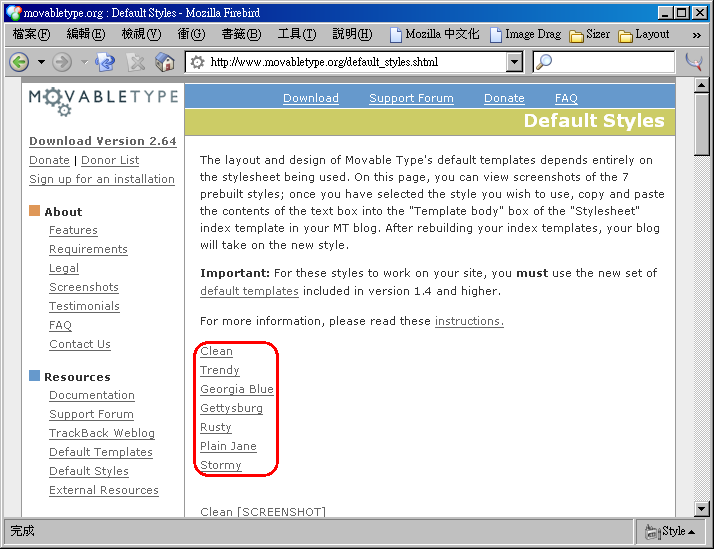 movabletype.org : Default Styles - Mozilla Firebird
檔案(F) 編輯(E) 檢視(V) 衝(G) 書籤(B) 工具(T) 說明(H) Mozilla 中文化 Image Drag Sizer Layout »
http://www.movabletype.org/default_styles.shtml
MOVABLETYPE
Download Version 2.64
Donate | Donor List
Sign up for an installation
About
Features
Requirements
Legal
Screenshots
Testimonials
FAQ
Contact Us
Resources
Documentation
Support Forum
TrackBack Weblog
Default Templates
Default Styles
External Resources
Download Support Forum Donate FAQ
Default Styles
The layout and design of Movable Type's default templates depends entirely on
the stylesheet being used. On this page, you can view screenshots of the 7
prebuilt styles; once you have selected the style you wish to use, copy and paste
the contents of the text box into the "Template body" box of the "Stylesheet"
index template in your MT blog. After rebuilding your index templates, your blog
will take on the new style.
Important: For these styles to work on your site, you must use the new set of
default templates included in version 1.4 and higher.
For more information, please read these instructions.
Clean
Trendy
Georgia Blue
Gettysburg
Rusty
Plain Jane
Stormy
Clean [SCREENSHOT]
完成
Style